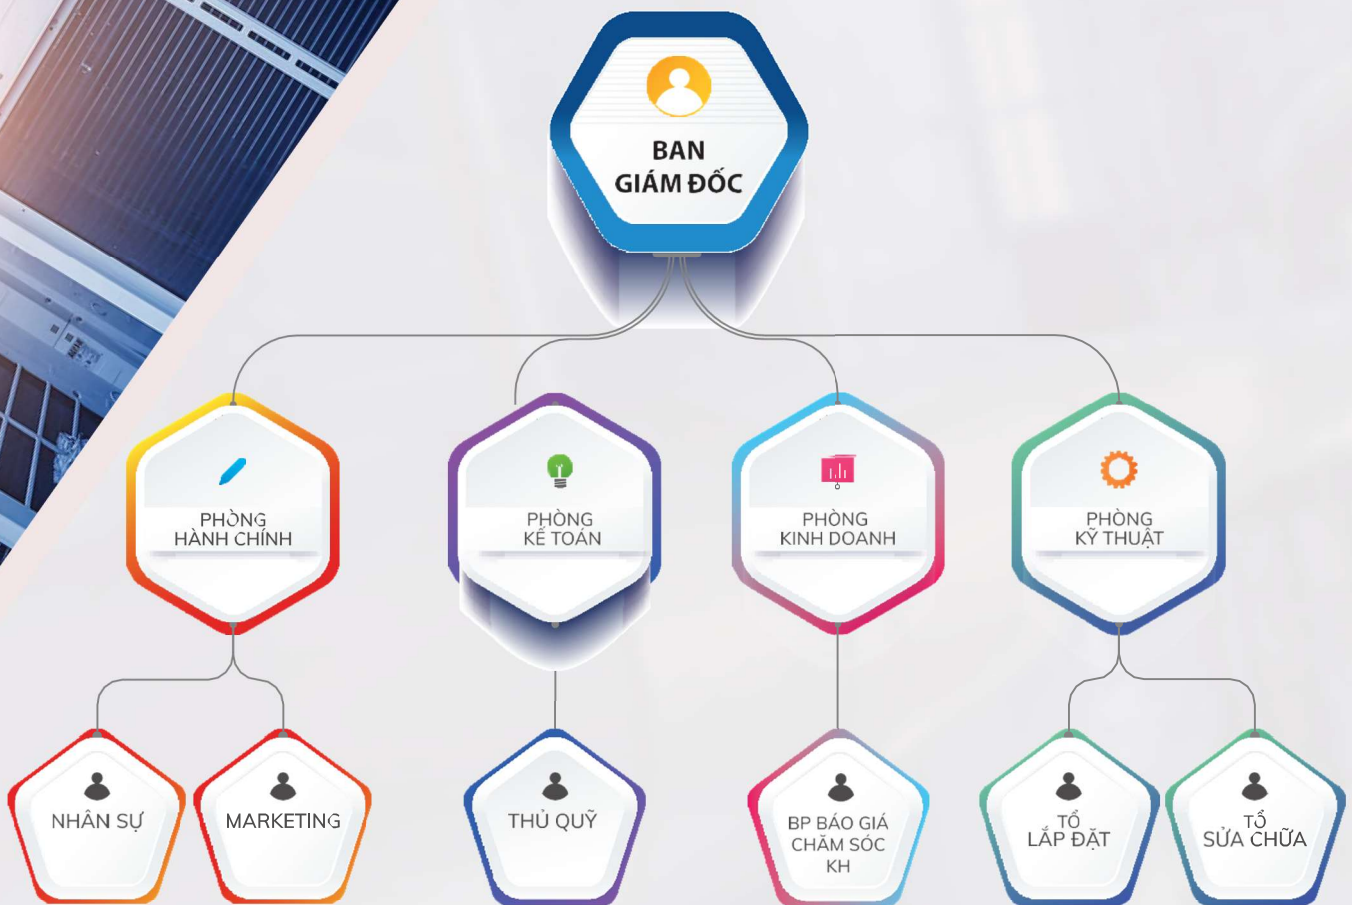 BAN
GIÁM ĐỐC
PHÒNG
HÀNH CHÍNH
PHÒNG
KẾ TOÁN
PHÒNG
KINH DOANH
PHÒNG
KỸ THUẬT
NHÂN SỰ
MARKETING
THỦ QUỸ
BP BÁO GIÁ
CHĂM SÓC
KH
TỔ
LẮP ĐẶT
TỔ
SỬA CHỮA